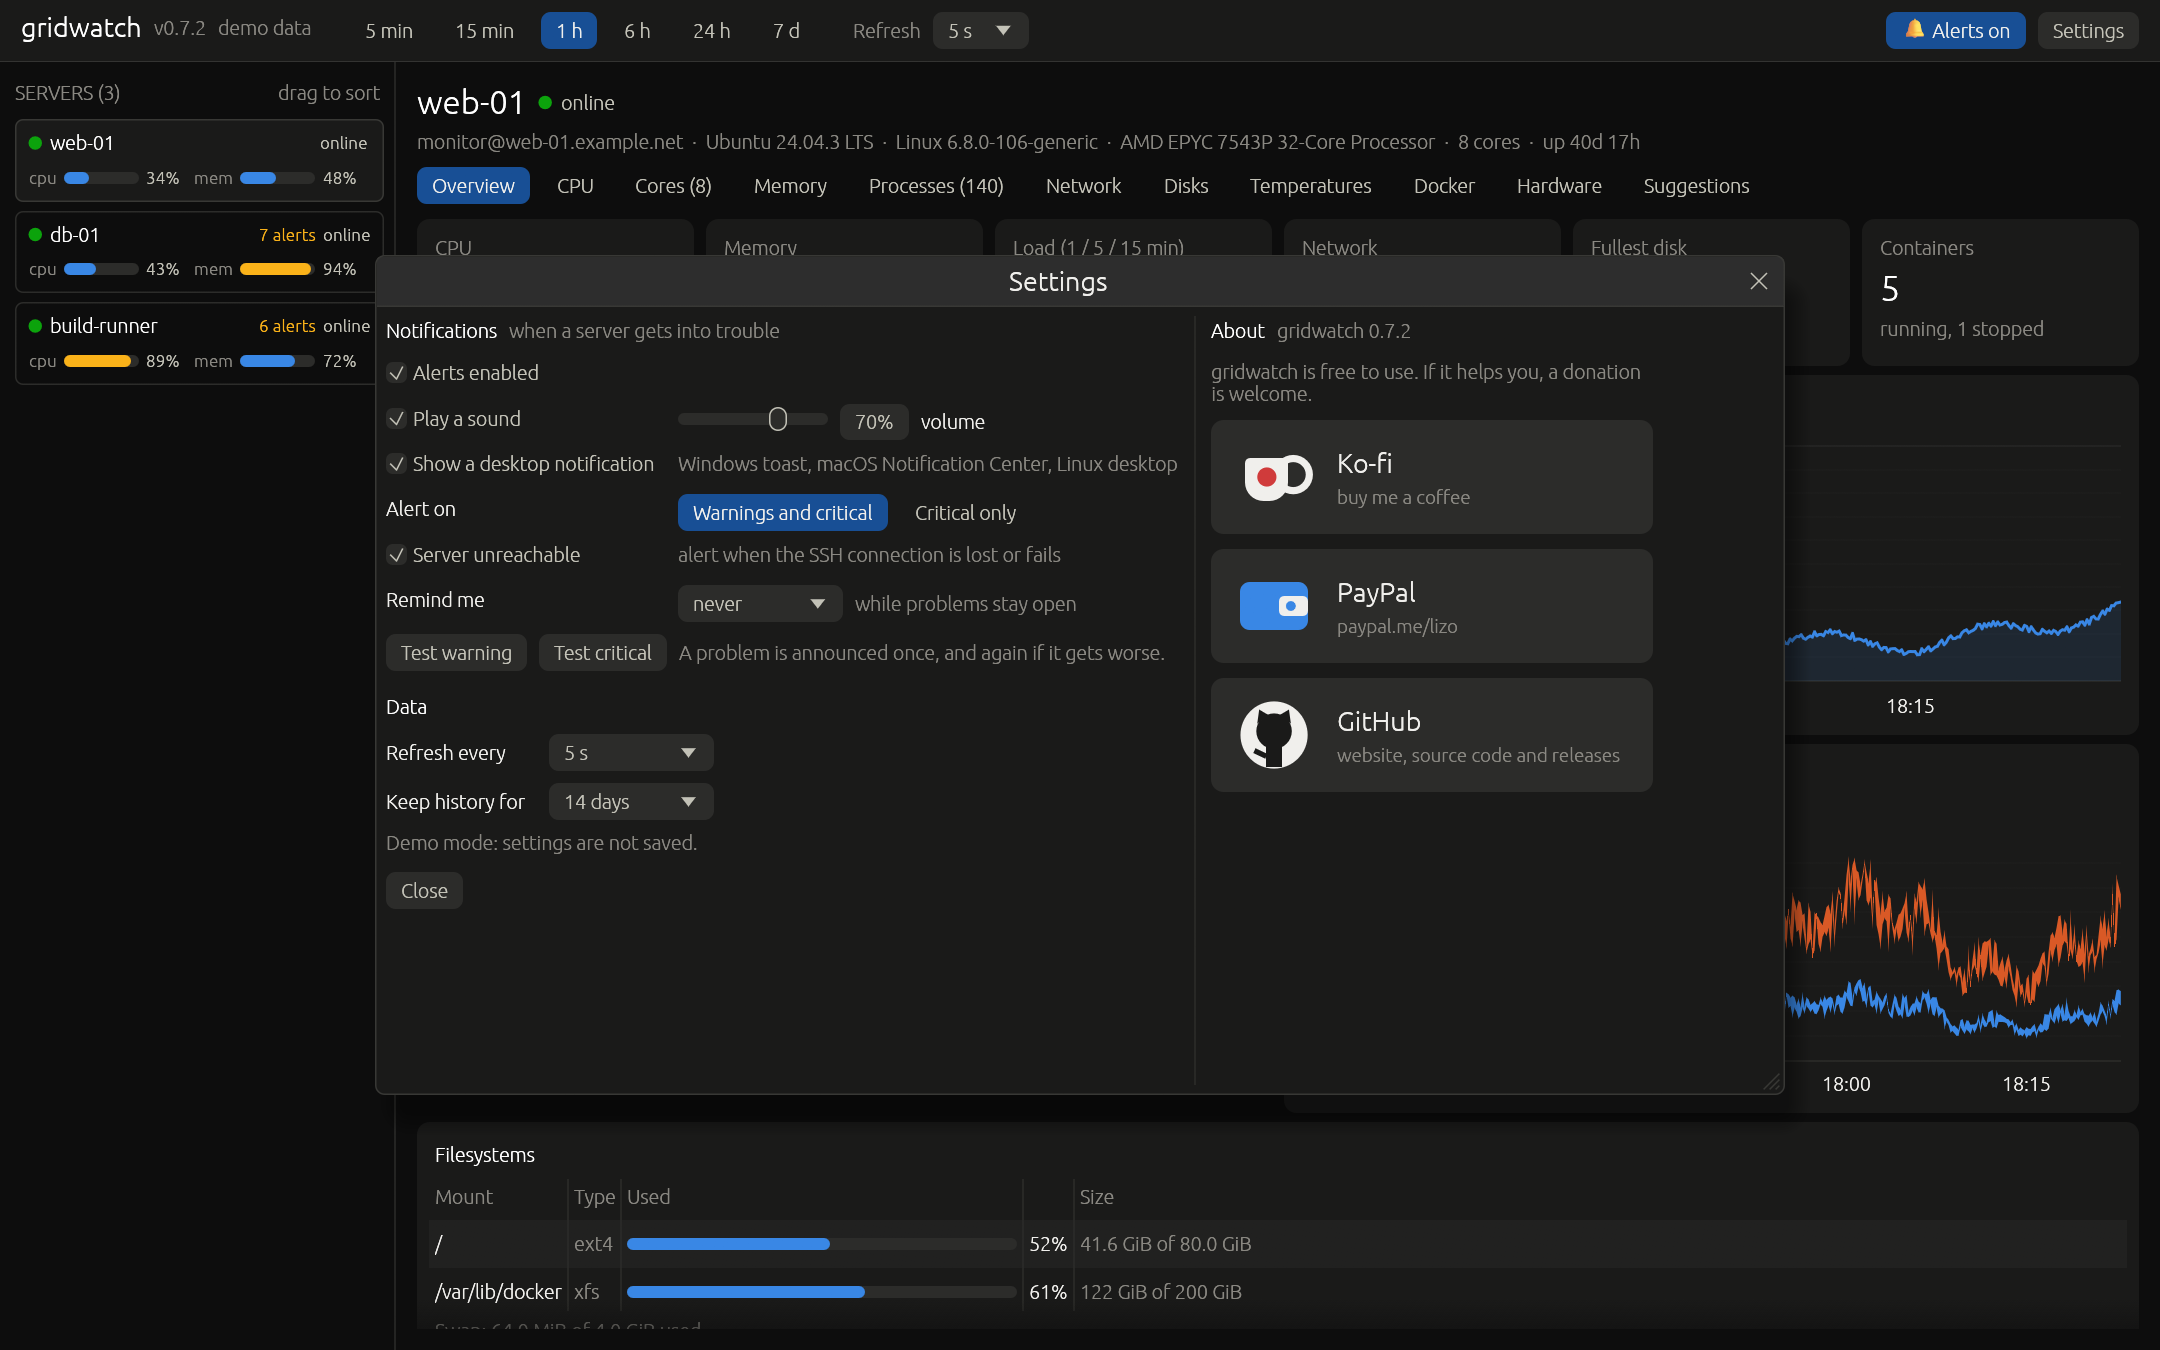 gridwatch v0.7.2 demo data 5 min 15 min 1 h 6 h 24 h 7 d Refresh 5 s Alerts on Settings
SERVERS (3) drag to sort
web-01 online
cpu 34% mem 48%
db-01 7 alerts online
cpu 43% mem 94%
build-runner 6 alerts online
cpu 89% mem 72%
web-01 online
monitor@web-01.example.net · Ubuntu 24.04.3 LTS · Linux 6.8.0-106-generic · AMD EPYC 7543P 32-Core Processor · 8 cores · up 40d 17h
Overview CPU Cores (8) Memory Processes (140) Network Disks Temperatures Docker Hardware Suggestions
CPU Memory Load (1 / 5 / 15 min) Network Fullest disk Containers
5
running, 1 stopped
Settings
Notifications when a server gets into trouble
Alerts enabled
Play a sound 70% volume
Show a desktop notification Windows toast, macOS Notification Center, Linux desktop
Alert on Warnings and critical Critical only
Server unreachable alert when the SSH connection is lost or fails
Remind me never while problems stay open
Test warning Test critical A problem is announced once, and again if it gets worse.
Data
Refresh every 5 s
Keep history for 14 days
Demo mode: settings are not saved.
Close
About gridwatch 0.7.2
gridwatch is free to use. If it helps you, a donation
is welcome.
Ko-fi
buy me a coffee
PayPal
paypal.me/lizo
GitHub
website, source code and releases
18:15
18:00 18:15
Filesystems
Mount Type Used Size
/ ext4 52% 41.6 GiB of 80.0 GiB
/var/lib/docker xfs 61% 122 GiB of 200 GiB
Swap: 64.0 MiB of 4.0 GiB used